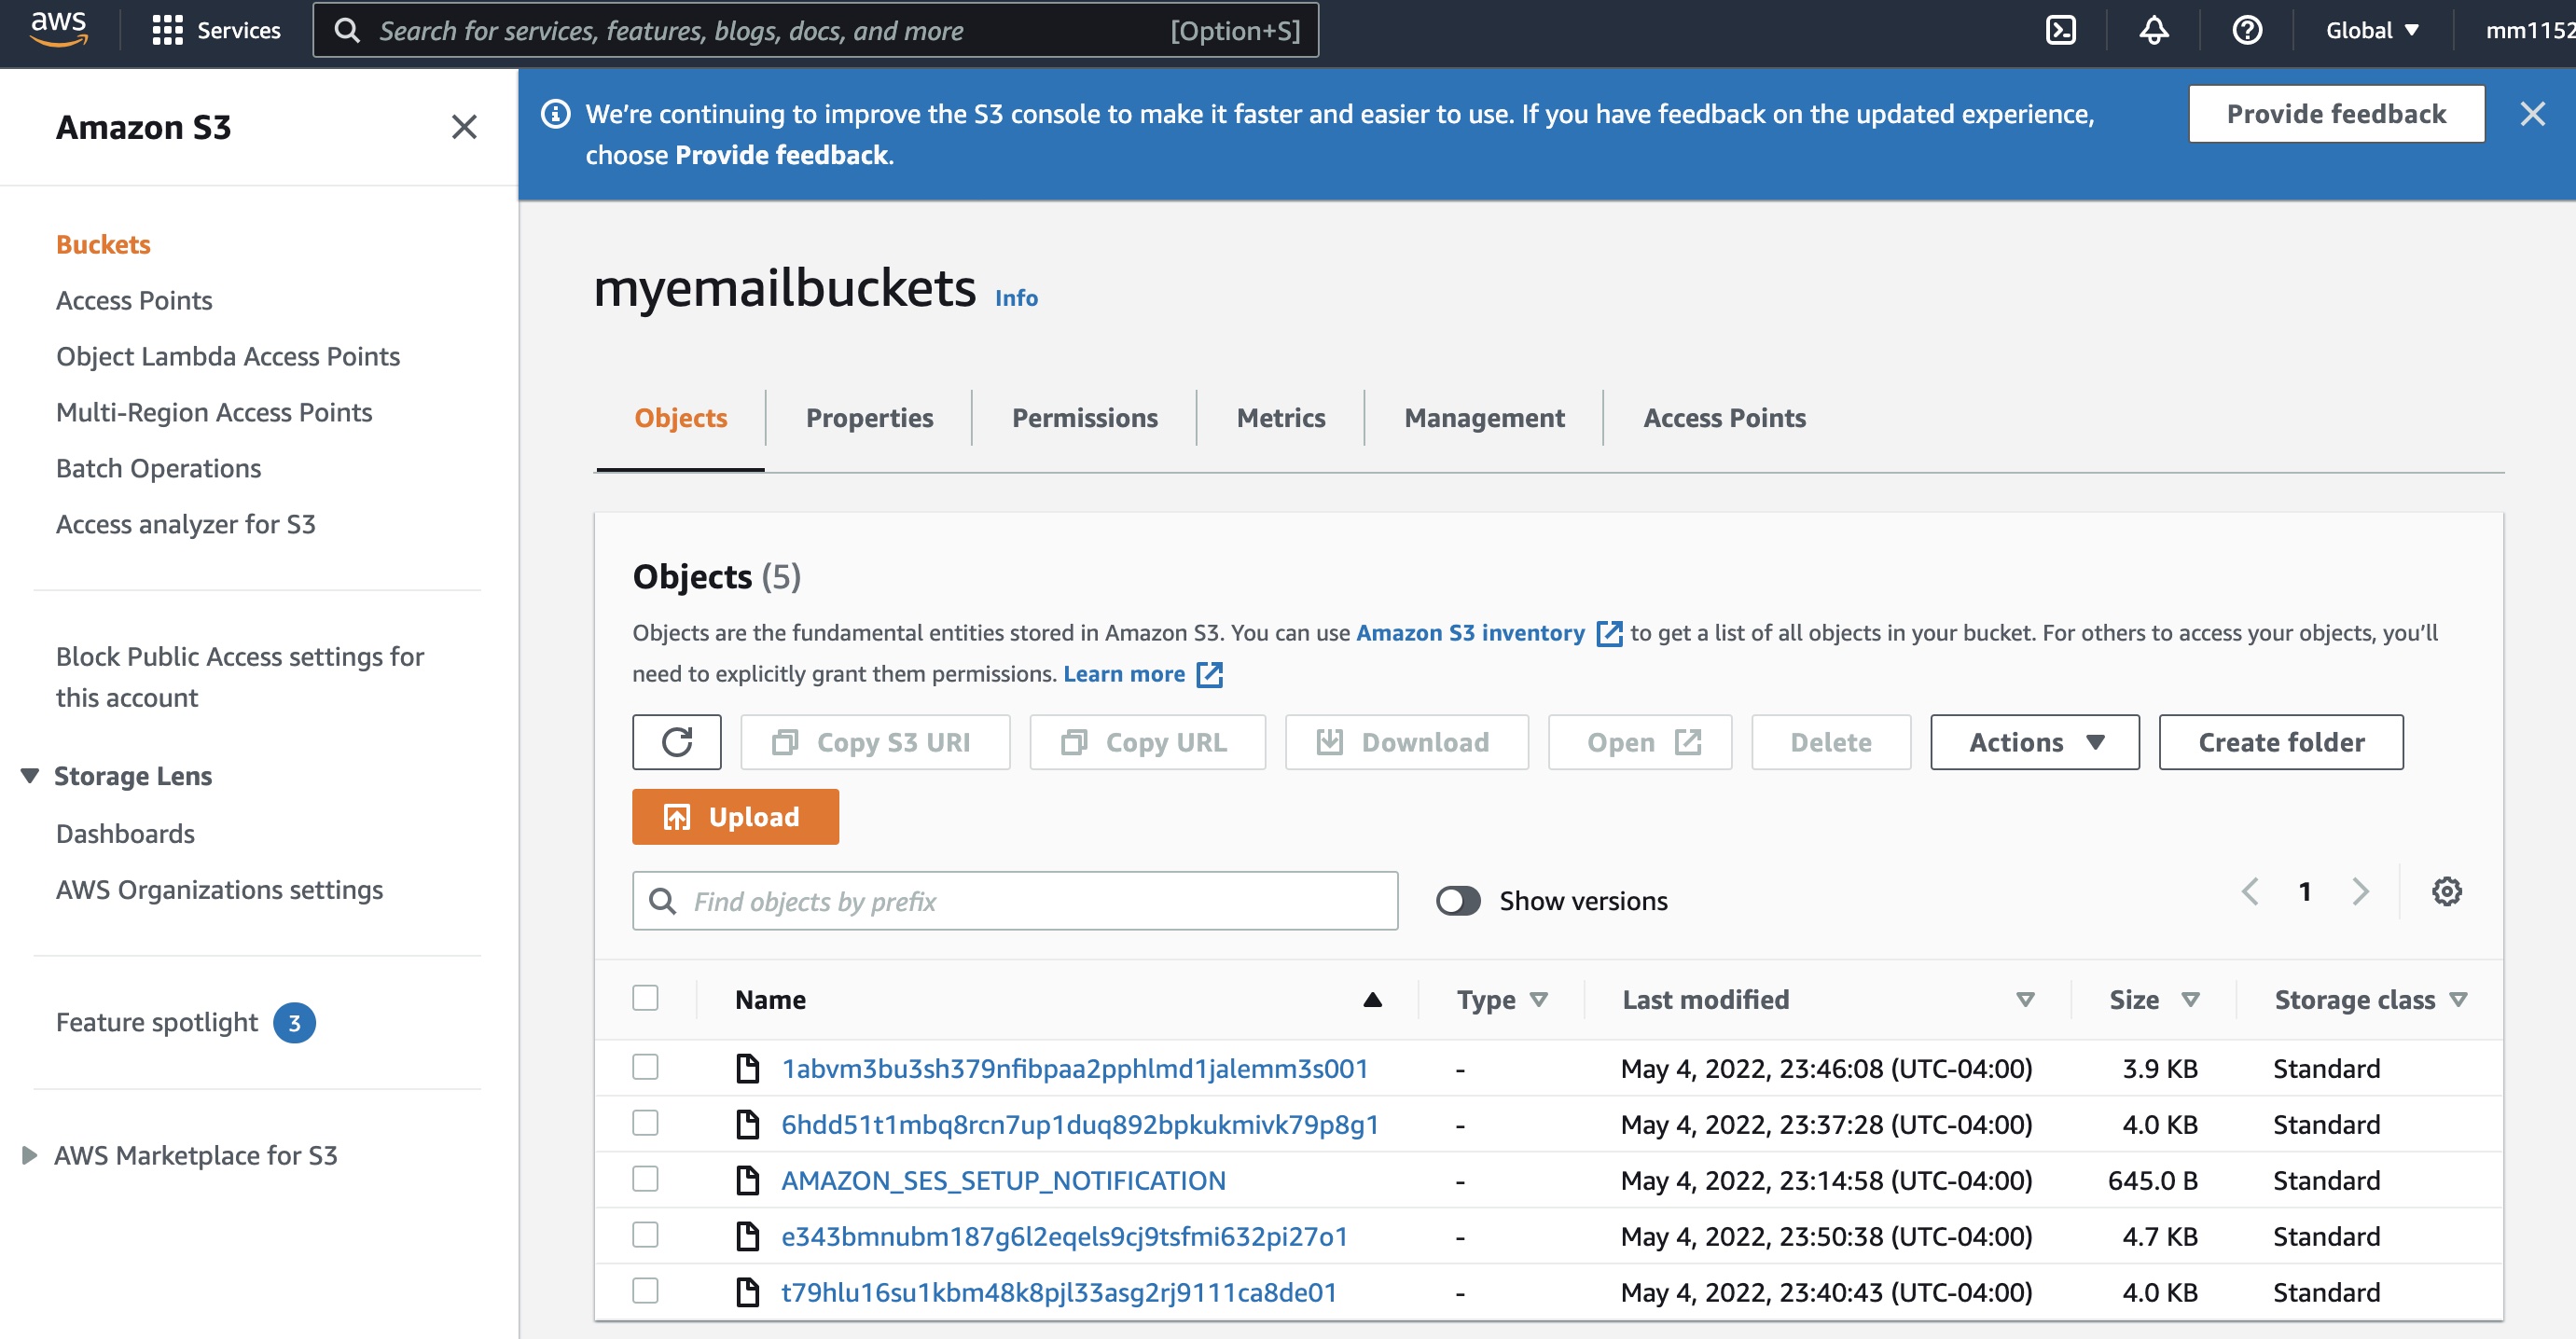 aws Services Search for services, features, blogs, docs, and more [Option+S] Global mm1152
Amazon S3
Buckets
Access Points
Object Lambda Access Points
Multi-Region Access Points
Batch Operations
Access analyzer for S3
Block Public Access settings for
this account
Storage Lens
Dashboards
AWS Organizations settings
Feature spotlight 3
AWS Marketplace for S3
We're continuing to improve the S3 console to make it faster and easier to use. If you have feedback on the updated experience,
choose Provide feedback.
Provide feedback
myemailbuckets Info
Objects Properties Permissions Metrics Management Access Points
Objects (5)
Objects are the fundamental entities stored in Amazon S3. You can use Amazon S3 inventory to get a list of all objects in your bucket. For others to access your objects, you'll
need to explicitly grant them permissions. Learn more
Copy S3 URI Copy URL Download Open Delete Actions Create folder
Upload
Find objects by prefix Show versions 1
Name Type Last modified Size Storage class
1abvm3bu3sh379nfibpaa2pphlmd1jalemm3s001 - May 4, 2022, 23:46:08 (UTC-04:00) 3.9 KB Standard
6hdd51t1mbq8rcn7up1duq892bpkukmivk79p8g1 - May 4, 2022, 23:37:28 (UTC-04:00) 4.0 KB Standard
AMAZON_SES_SETUP_NOTIFICATION - May 4, 2022, 23:14:58 (UTC-04:00) 645.0 B Standard
e343bmnubm187g6l2eqels9cj9tsfmi632pi27o1 - May 4, 2022, 23:50:38 (UTC-04:00) 4.7 KB Standard
t79hlu16su1kbm48k8pjl33asg2rj9111ca8de01 - May 4, 2022, 23:40:43 (UTC-04:00) 4.0 KB Standard